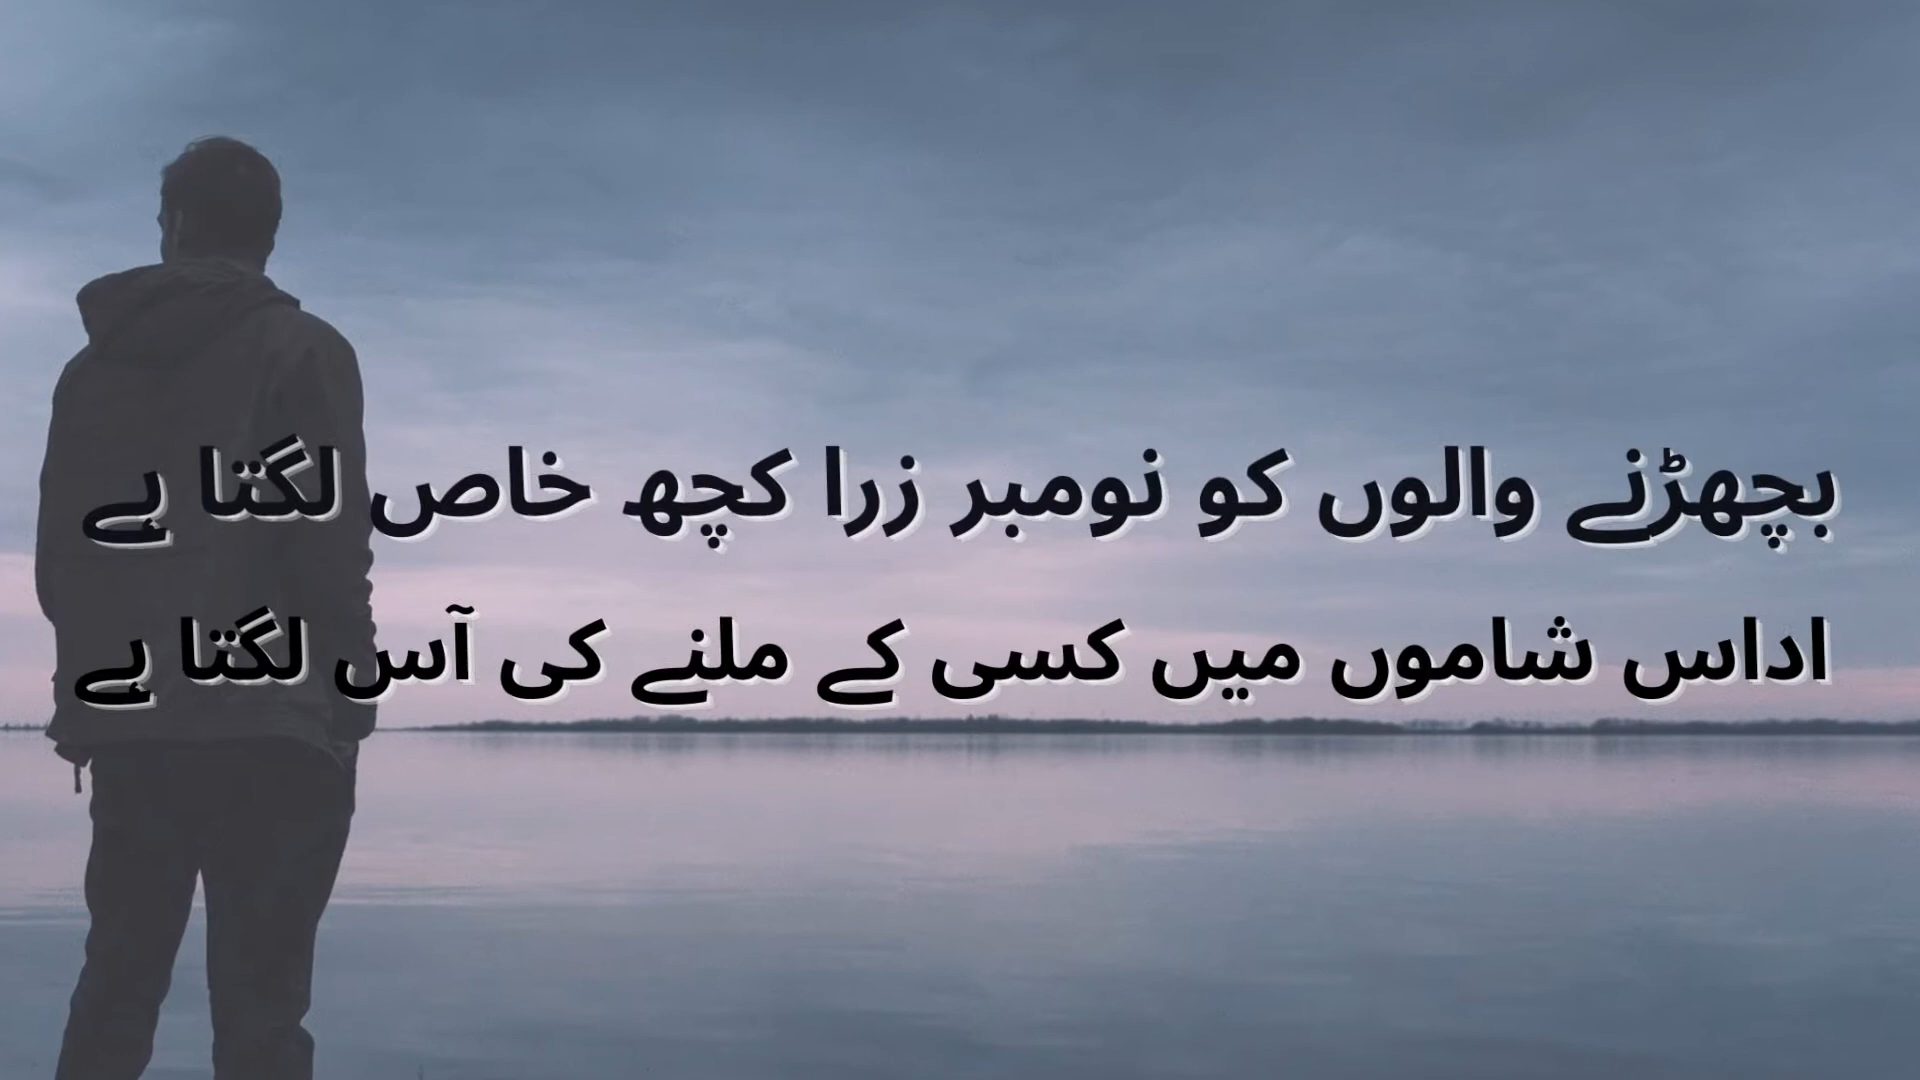 بچھڑنے والوں کو نومبر زرا کچھ خاص لگتا ہے
اداس شاموں میں کسی کے ملنے کی آس لگتا ہے